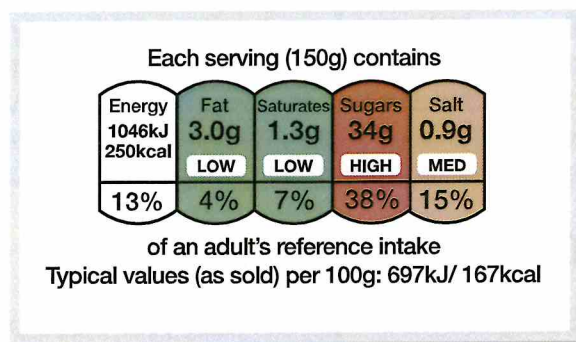 Each serving (150g) contains
Energy Fat Saturates Sugars Salt
1046kJ 3.0g 1.3g 34g 0.9g
250kcal
LOW LOW HIGH MED
13% 4% 7% 38% 15%
of an adult's reference intake
Typical values (as sold) per 100g: 697kJ/ 167kcal